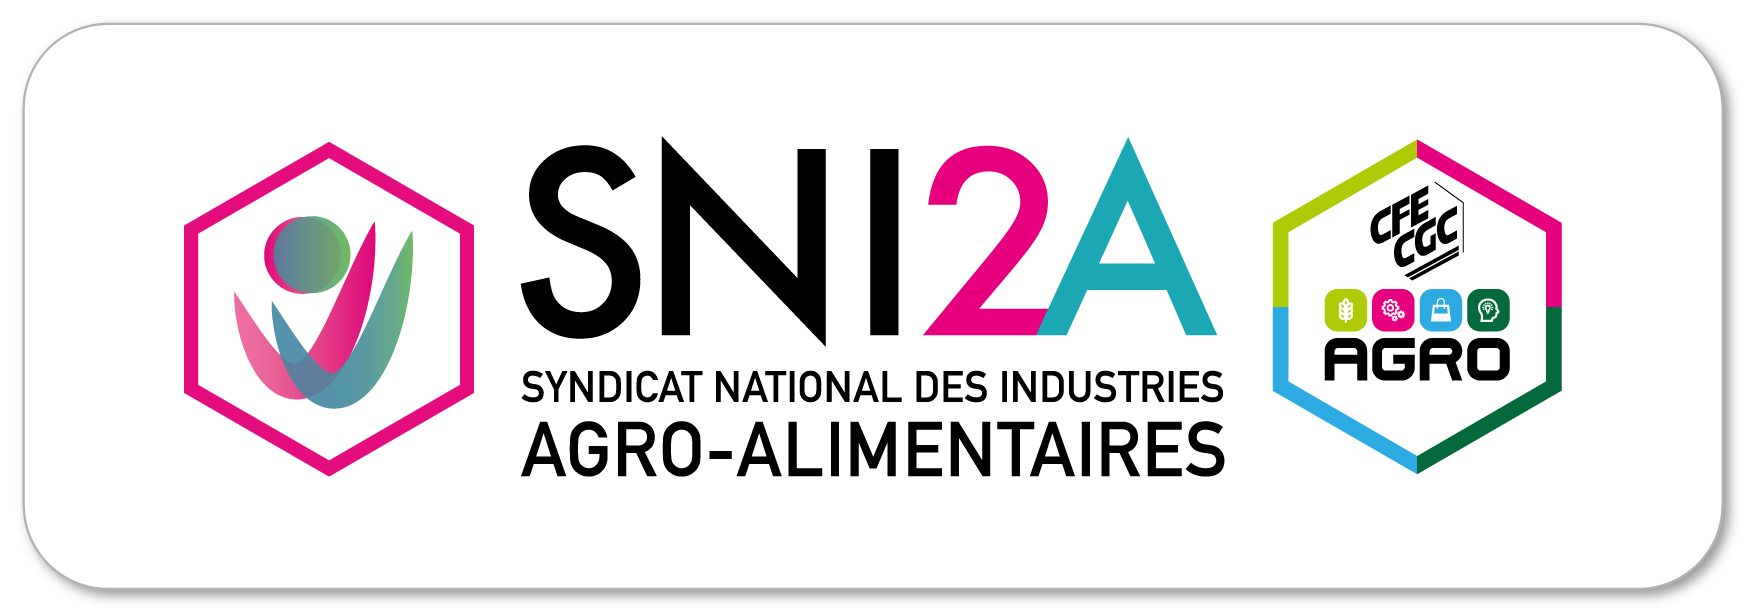 SNI2A
SYNDICAT NATIONAL DES INDUSTRIES
AGRO-ALIMENTAIRES
CFE
CGC
AGRO